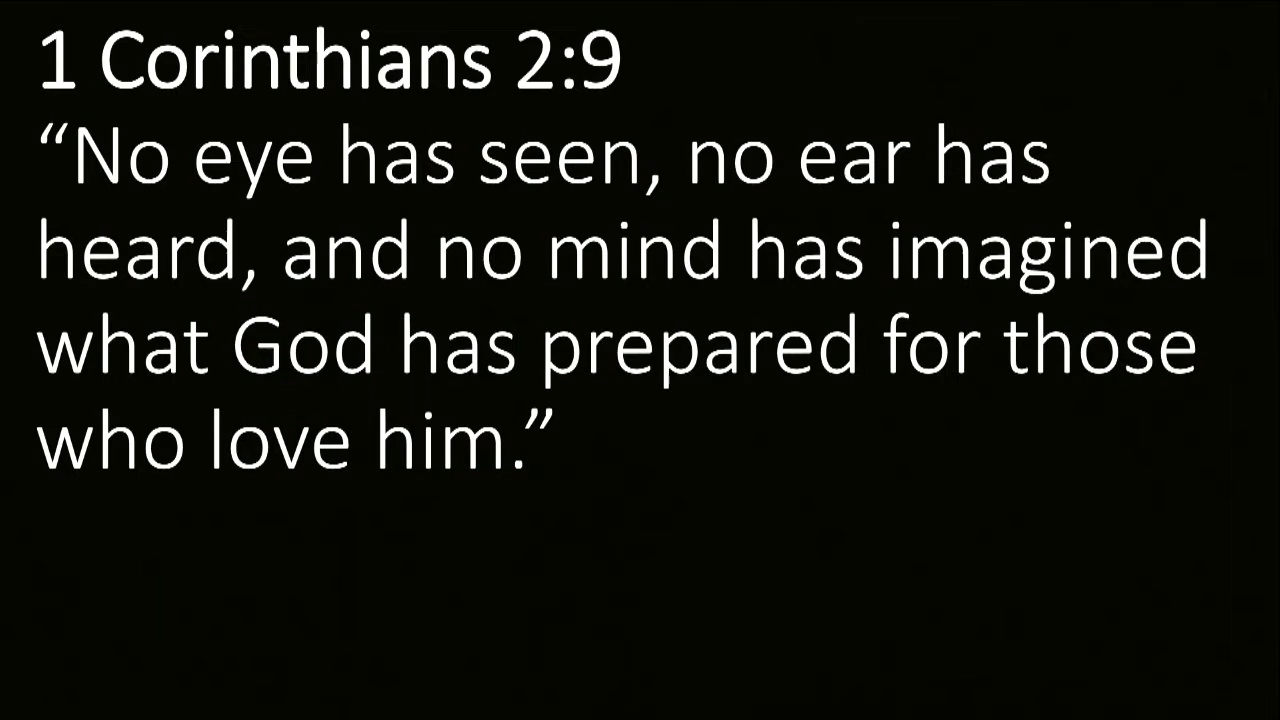 1 Corinthians 2:9
“No eye has seen, no ear has
heard, and no mind has imagined
what God has prepared for those
who love him.”